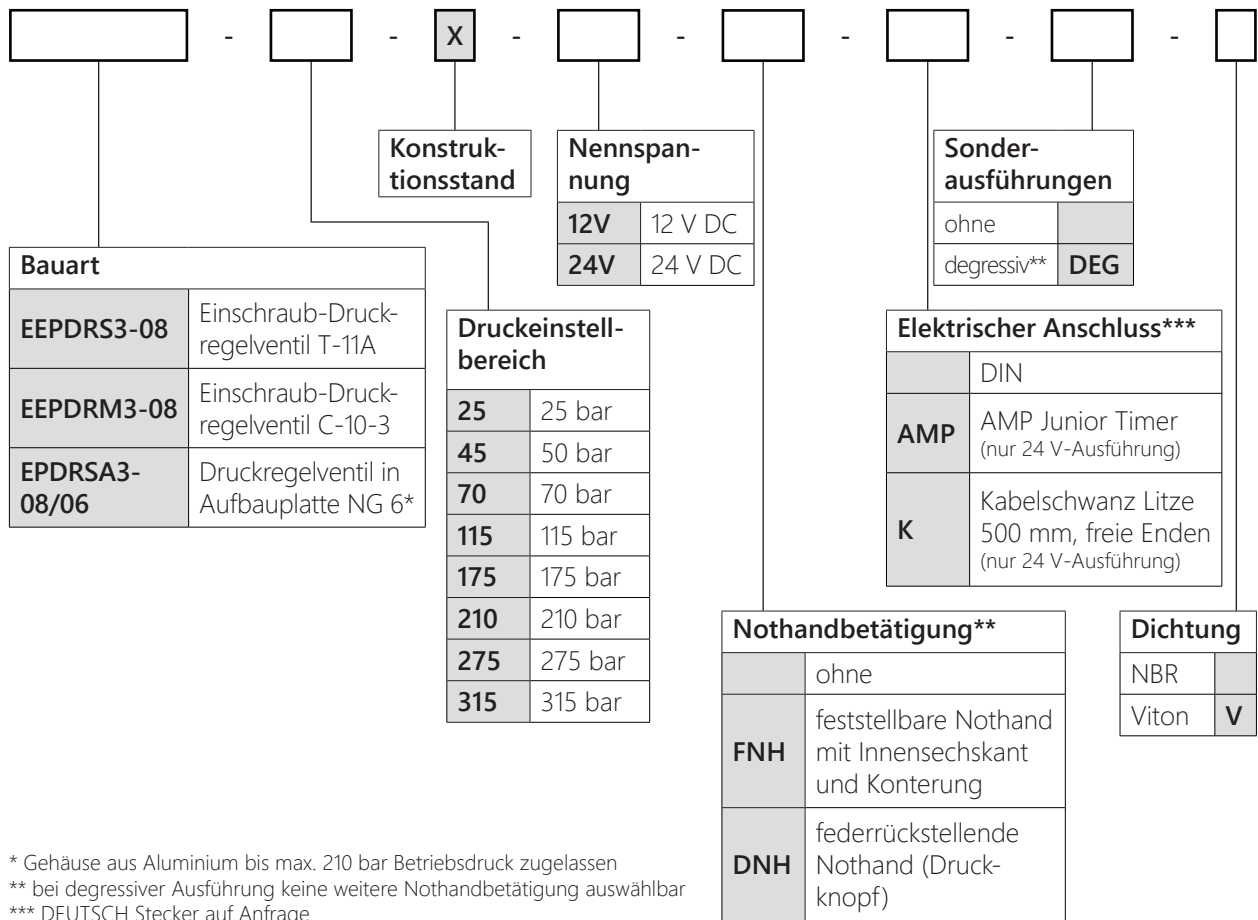 - - X - - - - -
Konstruk-
tionsstand
Nennspan-
nung
12V 12 V DC
24V 24 V DC
Sonder-
ausführungen
ohne
degressiv** DEG
Bauart
EEPDRS3-08 Einschraub-Druck-
regelventil T-11A
EEPDRM3-08 Einschraub-Druck-
regelventil C-10-3
EPDRSA3-
08/06 Druckregelventil in
Aufbauplatte NG 6*
Druckeinstell-
bereich
25 25 bar
45 50 bar
70 70 bar
115 115 bar
175 175 bar
210 210 bar
275 275 bar
315 315 bar
Elektrischer Anschluss***
DIN
AMP AMP Junior Timer
(nur 24 V-Ausführung)
K Kabelschwanz Litze
500 mm, freie Enden
(nur 24 V-Ausführung)
Nothandbetätigung**
ohne
FNH feststellbare Nothand
mit Innensechskant
und Konterung
DNH federrückstellende
Nothand (Druck-
knopf)
Dichtung
NBR
Viton V
* Gehäuse aus Aluminium bis max. 210 bar Betriebsdruck zugelassen
** bei degressiver Ausführung keine weitere Nothandbetätigung auswählbar
*** DEUTSCH Stecker auf Anfrage